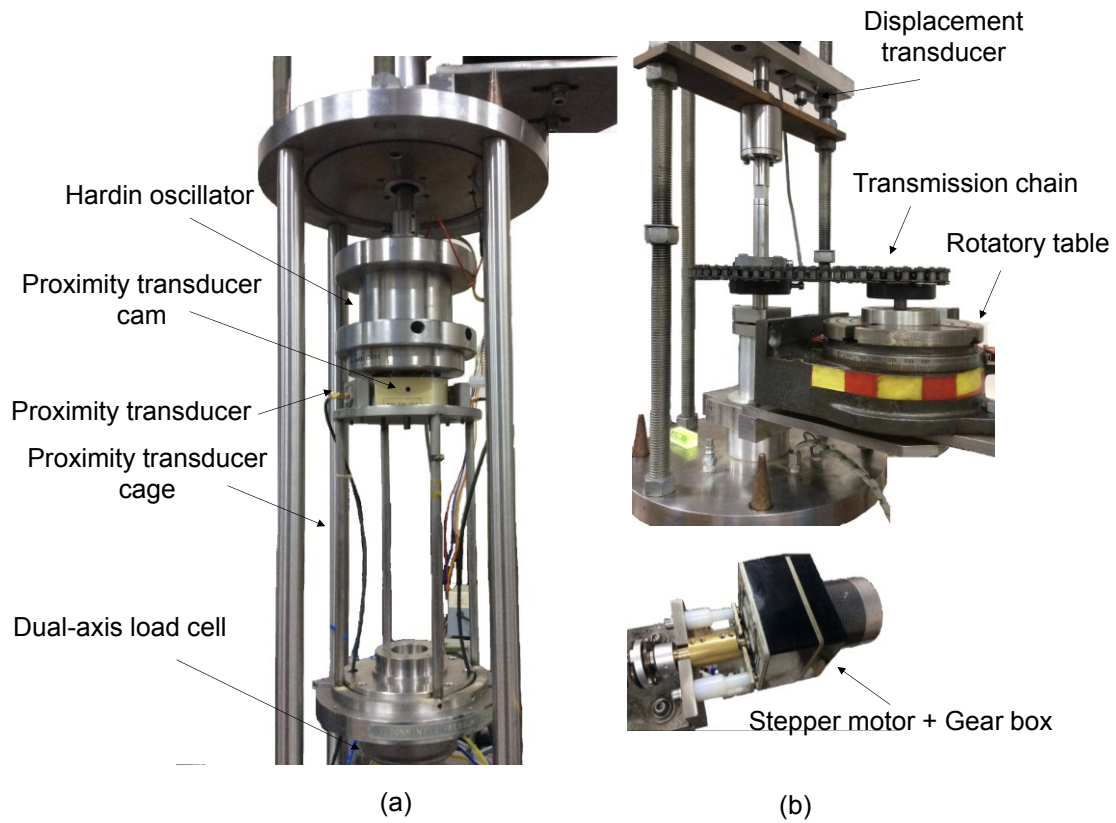 Displacement
transducer
Hardin oscillator
Transmission chain
Rotatory table
Proximity transducer
cam
Proximity transducer
Proximity transducer
cage
Dual-axis load cell
Stepper motor + Gear box
(a)
(b)